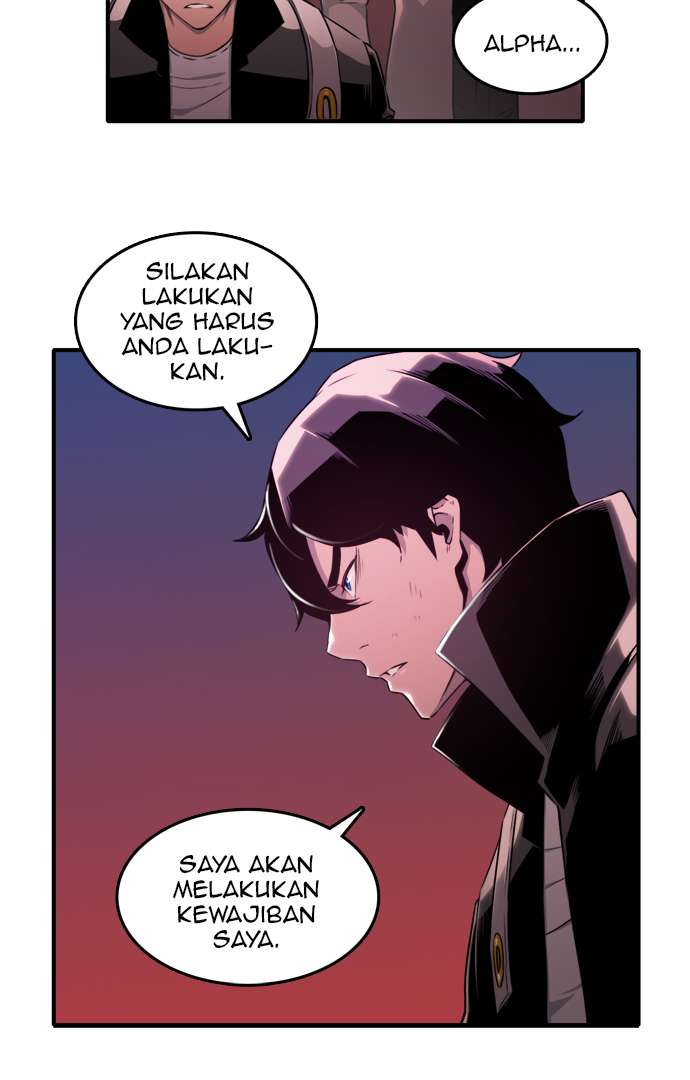 ALPHA...
SILAKAN
LAKUKAN
YANG HARUS
ANDA LAKU-
KAN.
SAYA AKAN
MELAKUKAN
KEWAJIBAN
SAYA.